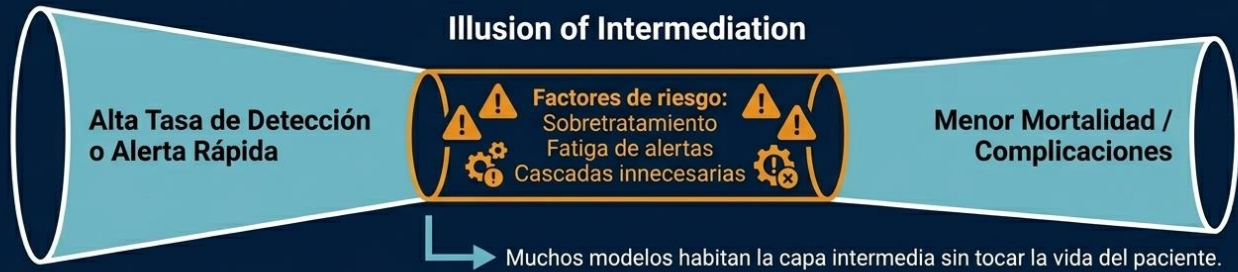 Illusion of Intermediation
Alta Tasa de Detección
o Alerta Rápida
Factores de riesgo:
Sobretratamiento
Fatiga de alertas
Cascadas innecesarias
Menor Mortalidad /
Complicaciones
Muchos modelos habitan la capa intermedia sin tocar la vida del paciente.